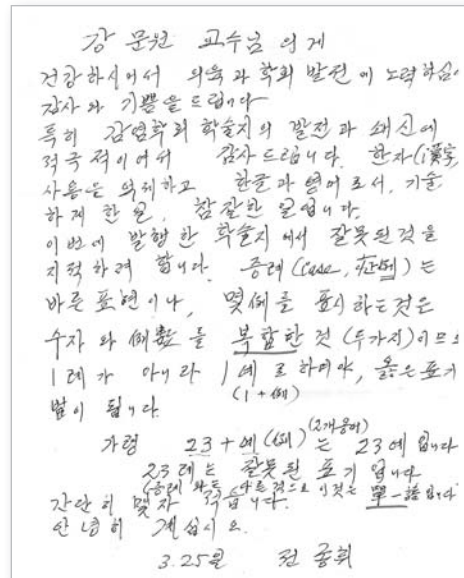 강 문원 교수님 의게
건강하시어서 의욕과 학회 발전에 노력하심에
감사와 기쁨을 드립니다
특히 감염학회 학술지의 발전과 쇄신에
적극적이어서 감사드립니다. 한자(漢字)
사용은 억제하고 한글과 영어로서, 기술
하게 한 일, 참 잘한 일입니다.
이번에 발행한 학술지에서 잘못된 것을
지적하려 합니다. 증례(case, 症例)는
바른 표현이나, 몇例를 표시하는것은
수자와 例数를 복합한 것(두가지)이므로
1례가 아니라 1예로 하여야, 옳은 표기
(1+例)
법이 됩니다.
가령 23+예(例)는 23예입니다
(2개용어)
23례는 잘못된 표기입니다
(증례와는 다른 것으로 이것은 單一語입니다)
간단히 몇자 적습니다.
안녕히 계십시요.
3.25일 전종휘